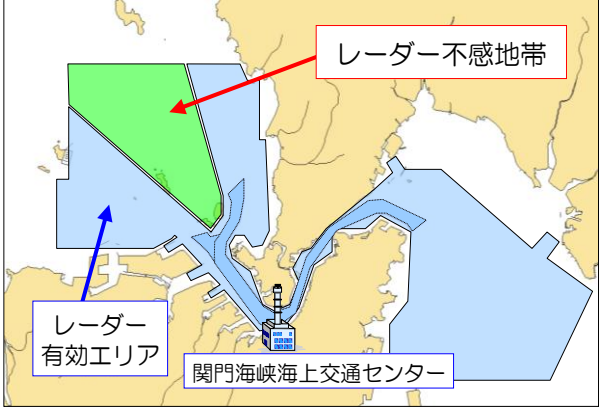 レーダー不感地帯
レーダー
有効エリア
関門海峡海上交通センター